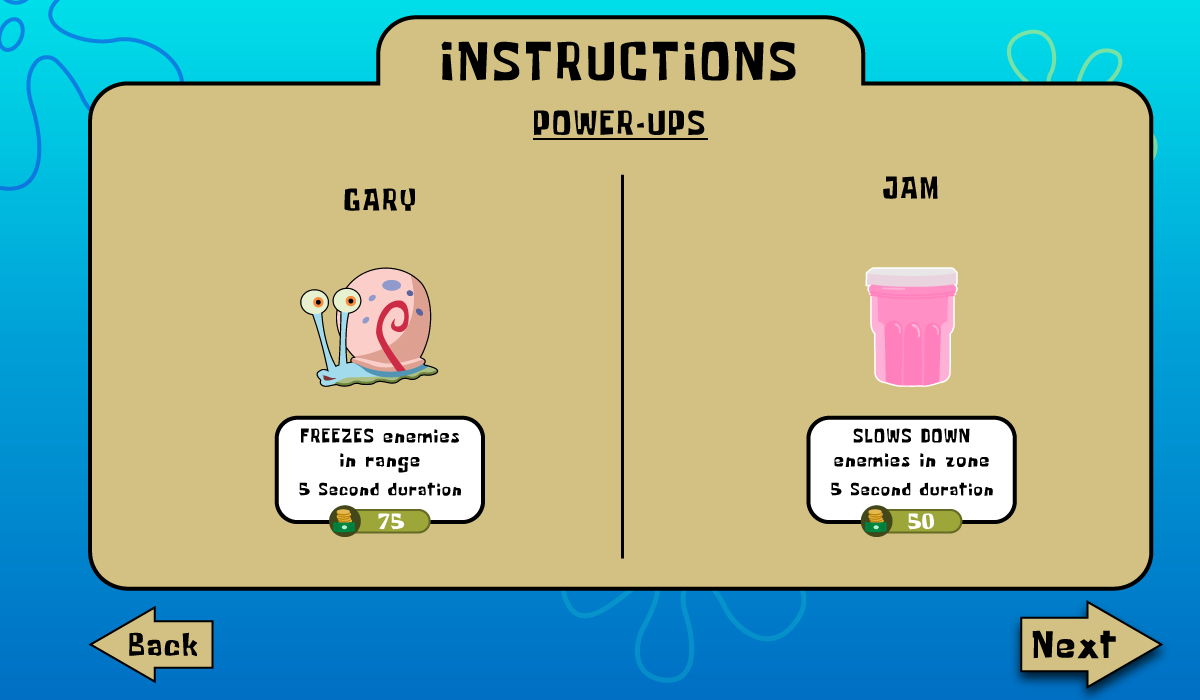 iNSTRUCTiONS
POWER-UPS
GARY
FREEZES enemies
in range
5 Second duration
75
JAM
SLOWS DOWN
enemies in zone
5 Second duration
50
Back
Next